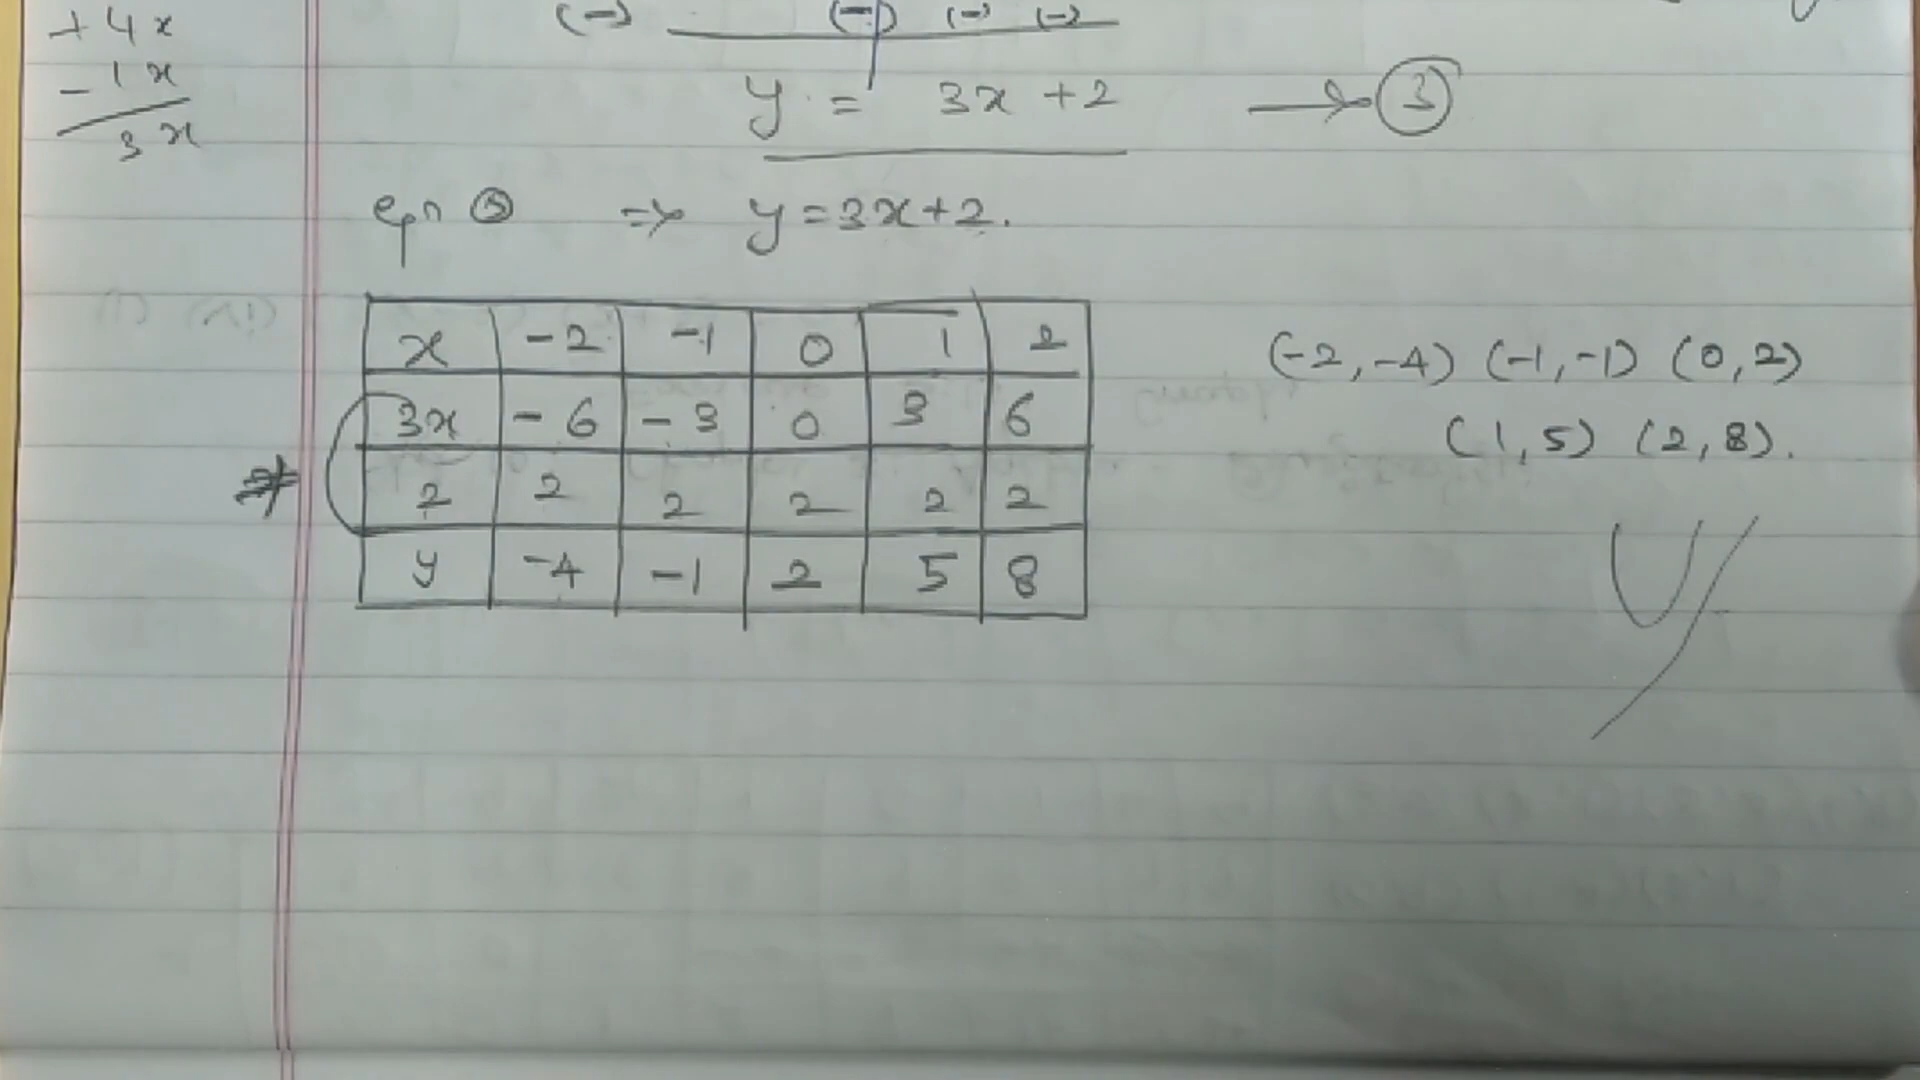 +4x
-1x
3x
(-) (-) (-) (-)
y = 3x +2 → ③
eqn ③ ⇒ y=3x+2.
x -2 -1 0 1 2
3x -6 -3 0 3 6
2 2 2 2 2 2
y -4 -1 2 5 8
(-2,-4) (-1,-1) (0,2)
(1,5) (2,8).